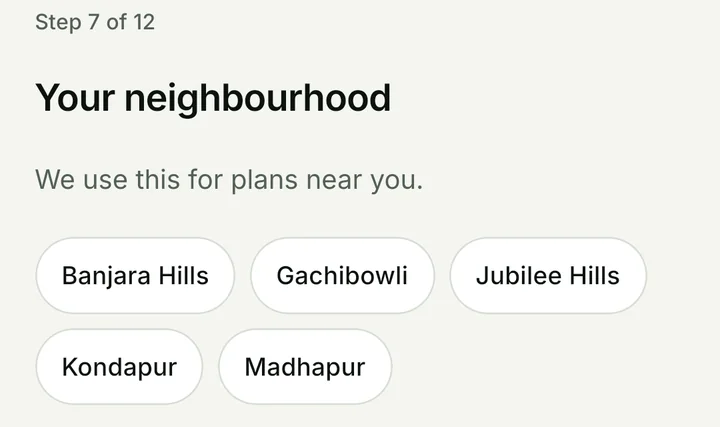 Step 7 of 12
Your neighbourhood
We use this for plans near you.
Banjara Hills
Gachibowli
Jubilee Hills
Kondapur
Madhapur